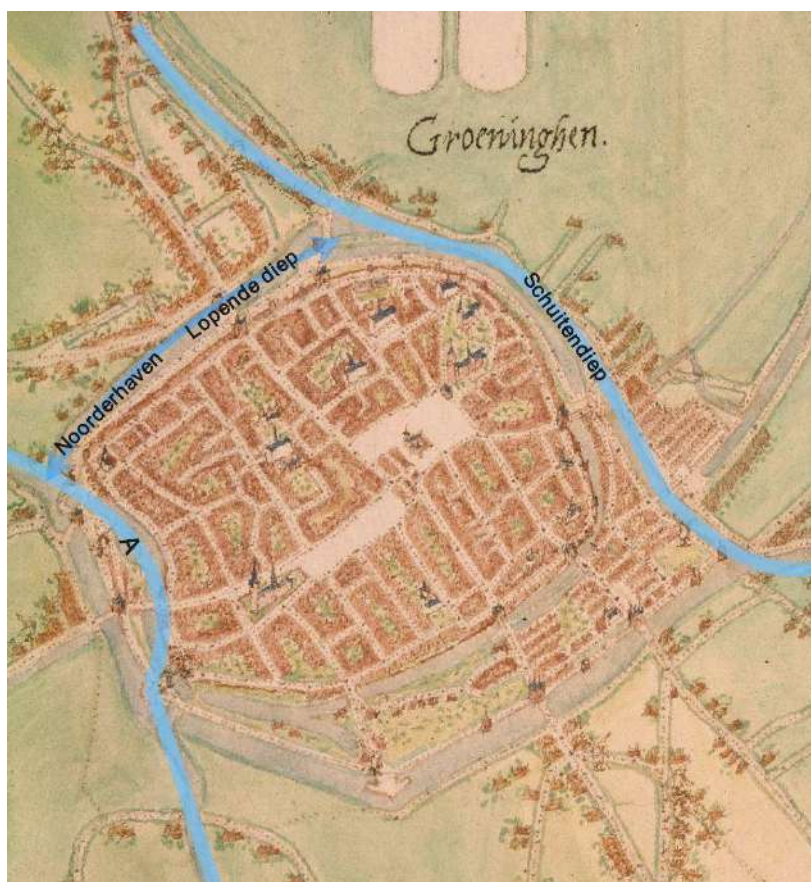 Groeninghen.
Schuitendiep
Lopende diep
Noorderhaven
A